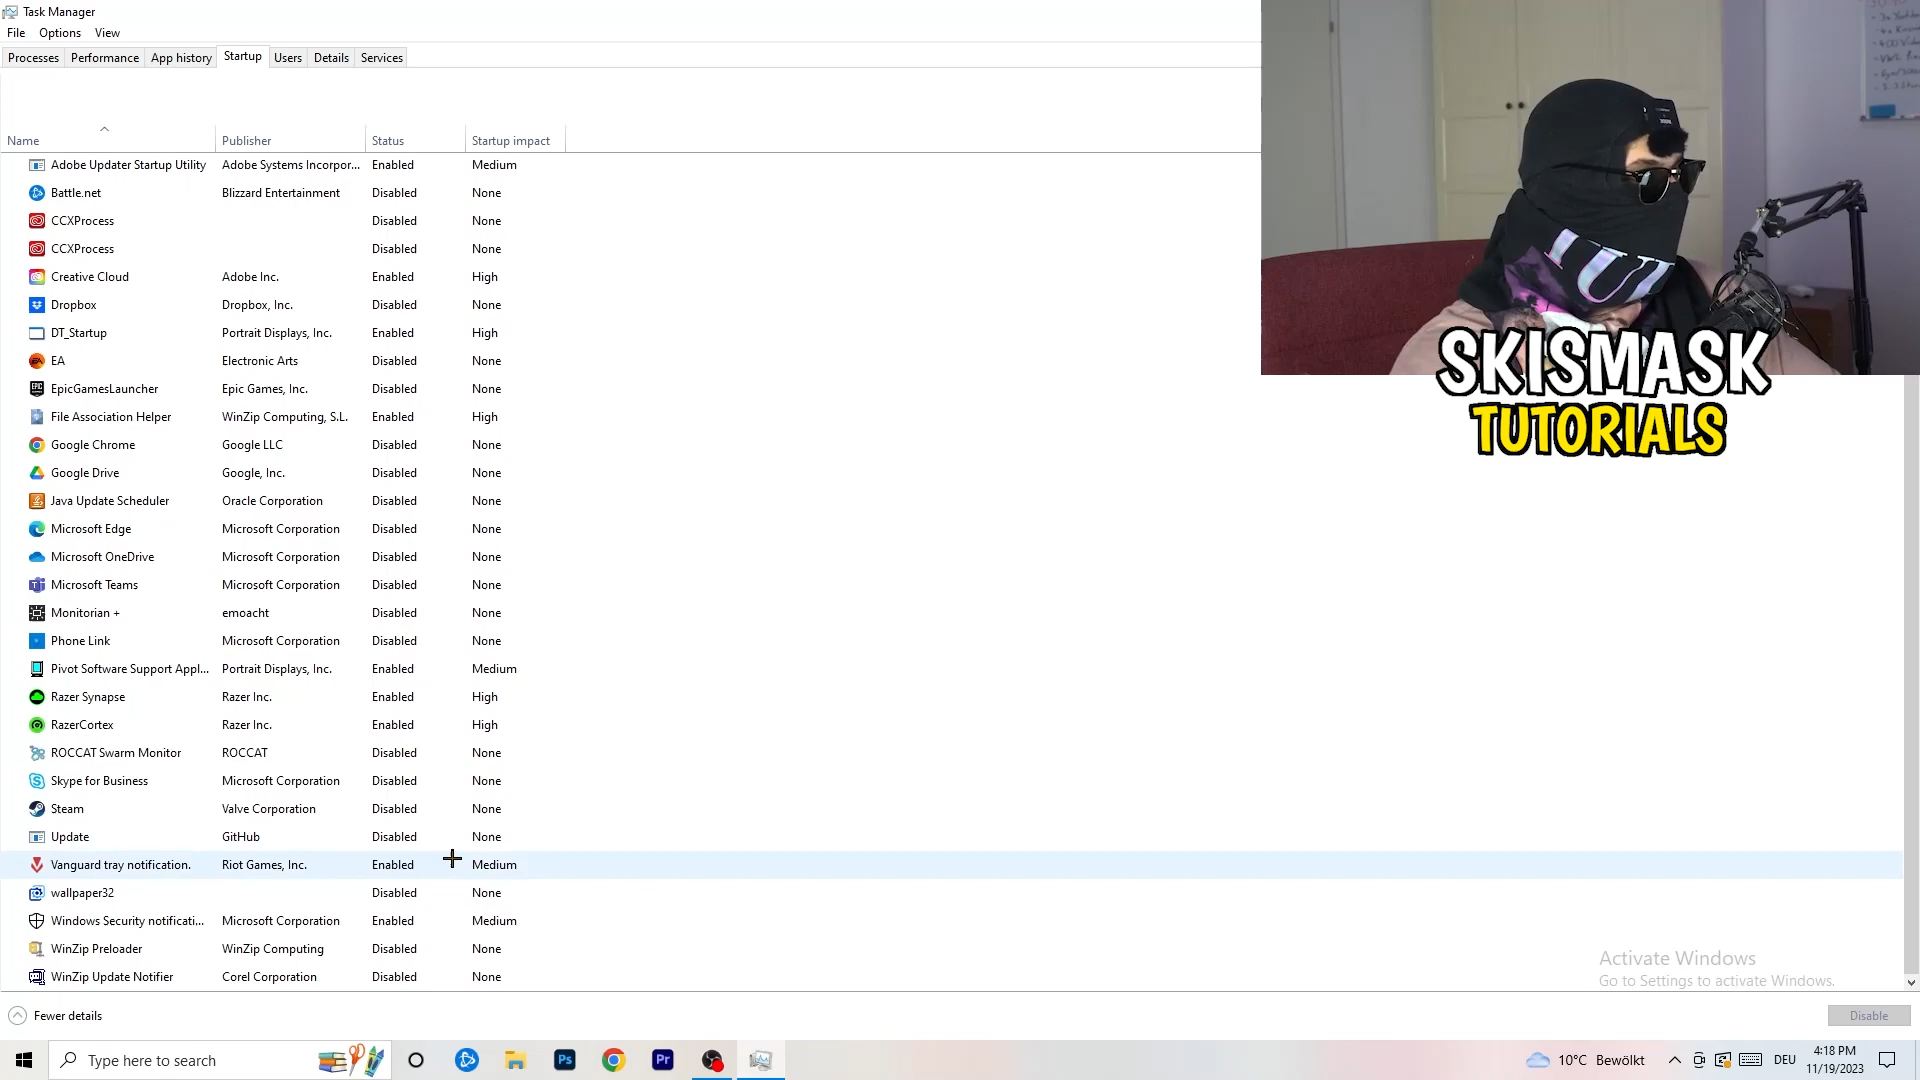 Task Manager
File Options View
Processes Performance App history Startup Users Details Services
Name Publisher Status Startup impact
Adobe Updater Startup Utility Adobe Systems Incorpor... Enabled Medium
Battle.net Blizzard Entertainment Disabled None
CCXProcess Disabled None
CCXProcess Disabled None
Creative Cloud Adobe Inc. Enabled High
Dropbox Dropbox, Inc. Disabled None
DT_Startup Portrait Displays, Inc. Enabled High
EA Electronic Arts Disabled None
EpicGamesLauncher Epic Games, Inc. Disabled None
File Association Helper WinZip Computing, S.L. Enabled High
Google Chrome Google LLC Disabled None
Google Drive Google, Inc. Disabled None
Java Update Scheduler Oracle Corporation Disabled None
Microsoft Edge Microsoft Corporation Disabled None
Microsoft OneDrive Microsoft Corporation Disabled None
Microsoft Teams Microsoft Corporation Disabled None
Monitorian + emoacht Disabled None
Phone Link Microsoft Corporation Disabled None
Pivot Software Support Appl... Portrait Displays, Inc. Enabled Medium
Razer Synapse Razer Inc. Enabled High
RazerCortex Razer Inc. Enabled High
ROCCAT Swarm Monitor ROCCAT Disabled None
Skype for Business Microsoft Corporation Disabled None
Steam Valve Corporation Disabled None
Update GitHub Disabled None
Vanguard tray notification. Riot Games, Inc. Enabled Medium
wallpaper32 Disabled None
Windows Security notificati... Microsoft Corporation Enabled Medium
WinZip Preloader WinZip Computing Disabled None
WinZip Update Notifier Corel Corporation Disabled None
SKISMASK
TUTORIALS
Activate Windows
Go to Settings to activate Windows.
Fewer details
Disable
Type here to search
Ps
Pr
10°C Bewölkt
DEU
4:18 PM
11/19/2023